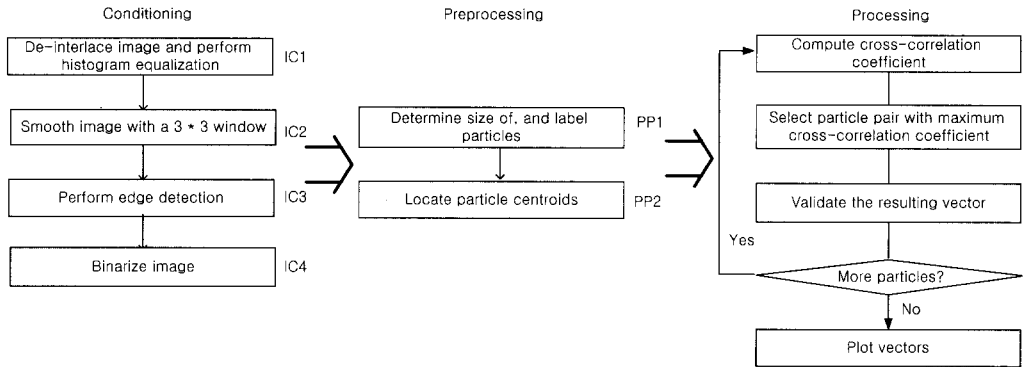 Conditioning
De-interlace image and perform
histogram equalization
IC1
Smooth image with a 3 * 3 window
IC2
Perform edge detection
IC3
Binarize image
IC4
Preprocessing
Determine size of, and label
particles
PP1
Locate particle centroids
PP2
Processing
Compute cross-correlation
coefficient
Select particle pair with maximum
cross-correlation coefficient
Validate the resulting vector
Yes
More particles?
No
Plot vectors